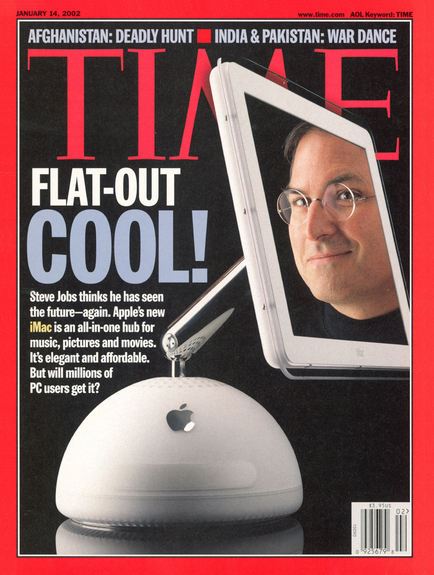 JANUARY 14, 2002
www.time.com AOL Keyword: TIME
AFGHANISTAN: DEADLY HUNT ■ INDIA & PAKISTAN: WAR DANCE
TIME
FLAT-OUT
COOL!
Steve Jobs thinks he has seen
the future—again. Apple's new
iMac is an all-in-one hub for
music, pictures and movies.
It's elegant and affordable.
But will millions of
PC users get it?
$3.95US
02>